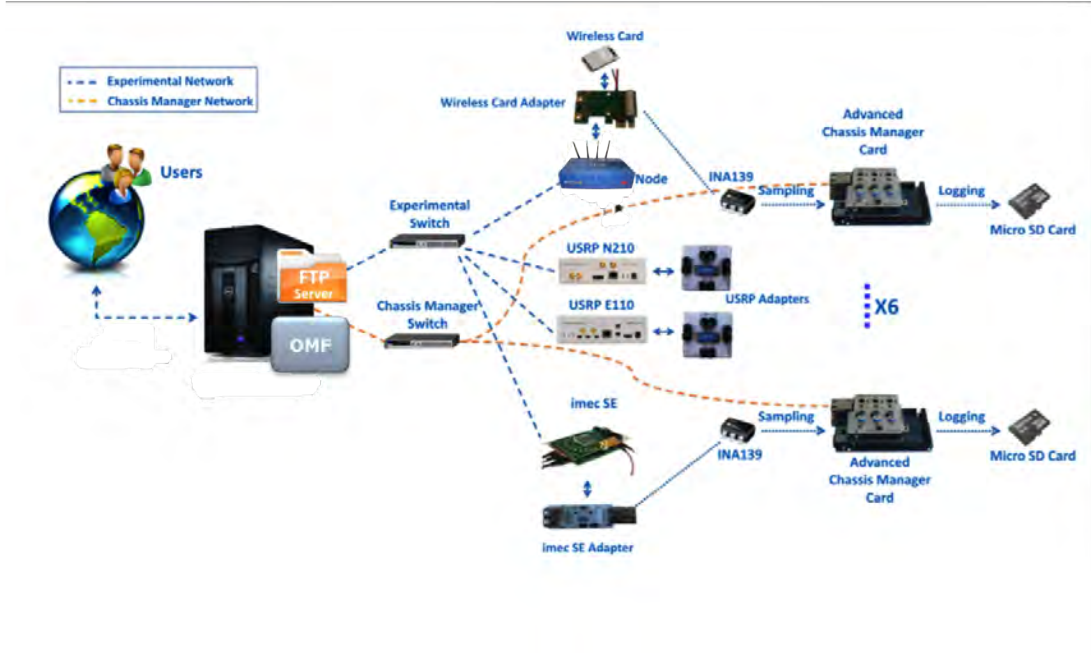 Wireless Card
Experimental Network
Chassis Manager Network
Wireless Card Adapter
Advanced
Chassis Manager
Card
Users
Node
INA139
Sampling
Logging
Micro SD Card
Experimental
Switch
FTP
Server
USRP N210
USRP Adapters
USRP E110
X6
Chassis Manager
Switch
OMF
imec SE
Sampling
Logging
INA139
Micro SD Card
Advanced
Chassis Manager
Card
imec SE Adapter